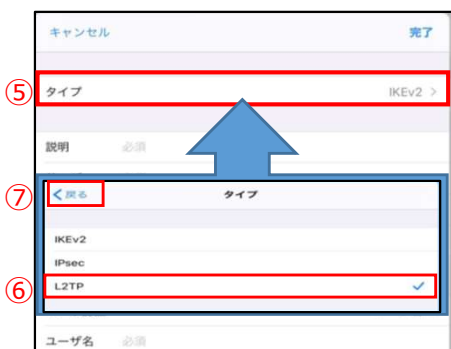 キャンセル 完了
⑤ タイプ IKEv2 >
説明 必須
⑦ <戻る タイプ
IKEv2
IPsec
⑥ L2TP ✓
ユーザ名 必須